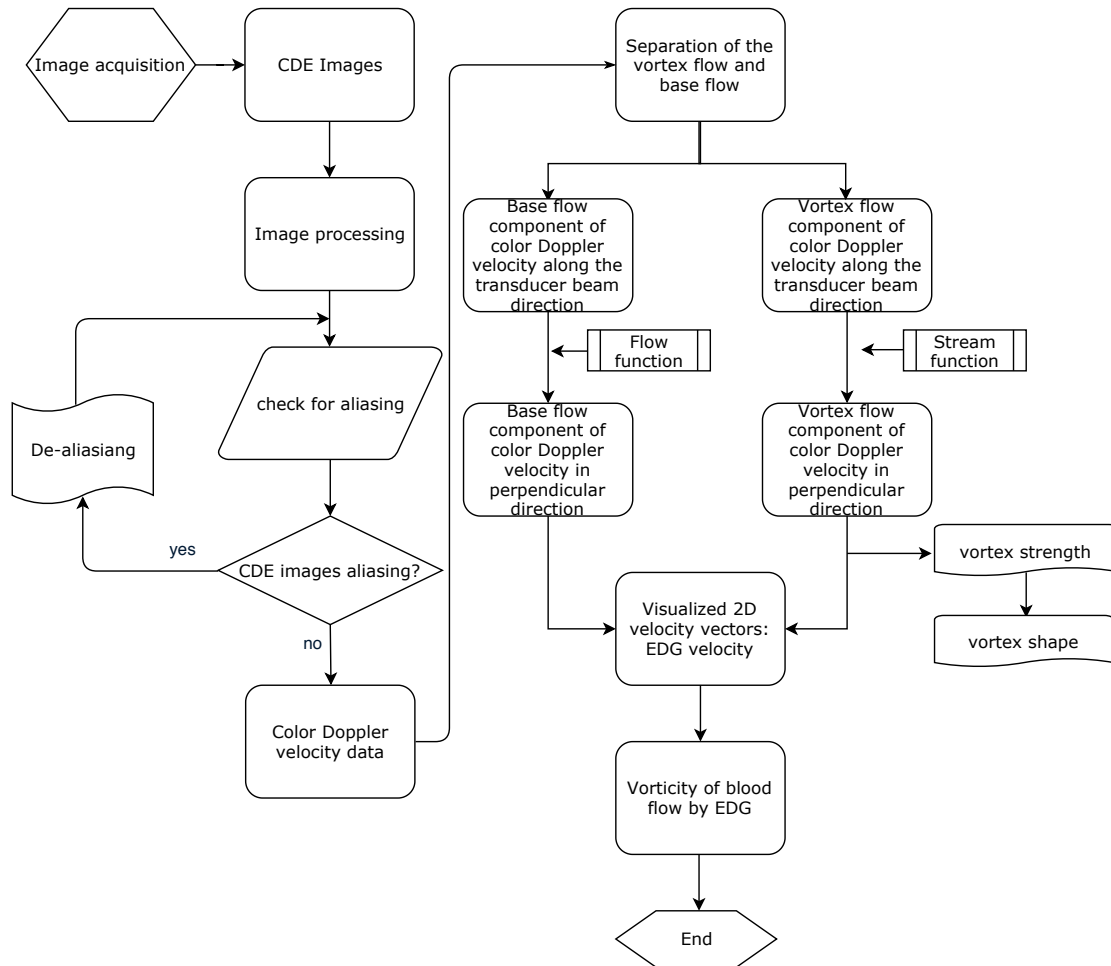 Image acquisition
CDE Images
Image processing
check for aliasing
De-aliasiang
yes
CDE images aliasing?
no
Color Doppler
velocity data
Separation of the
vortex flow and
base flow
Base flow
component of
color Doppler
velocity along the
transducer beam
direction
Vortex flow
component of
color Doppler
velocity along the
transducer beam
direction
Flow
function
Stream
function
Base flow
component of
color Doppler
velocity in
perpendicular
direction
Vortex flow
component of
color Doppler
velocity in
perpendicular
direction
vortex strength
vortex shape
Visualized 2D
velocity vectors:
EDG velocity
Vorticity of blood
flow by EDG
End